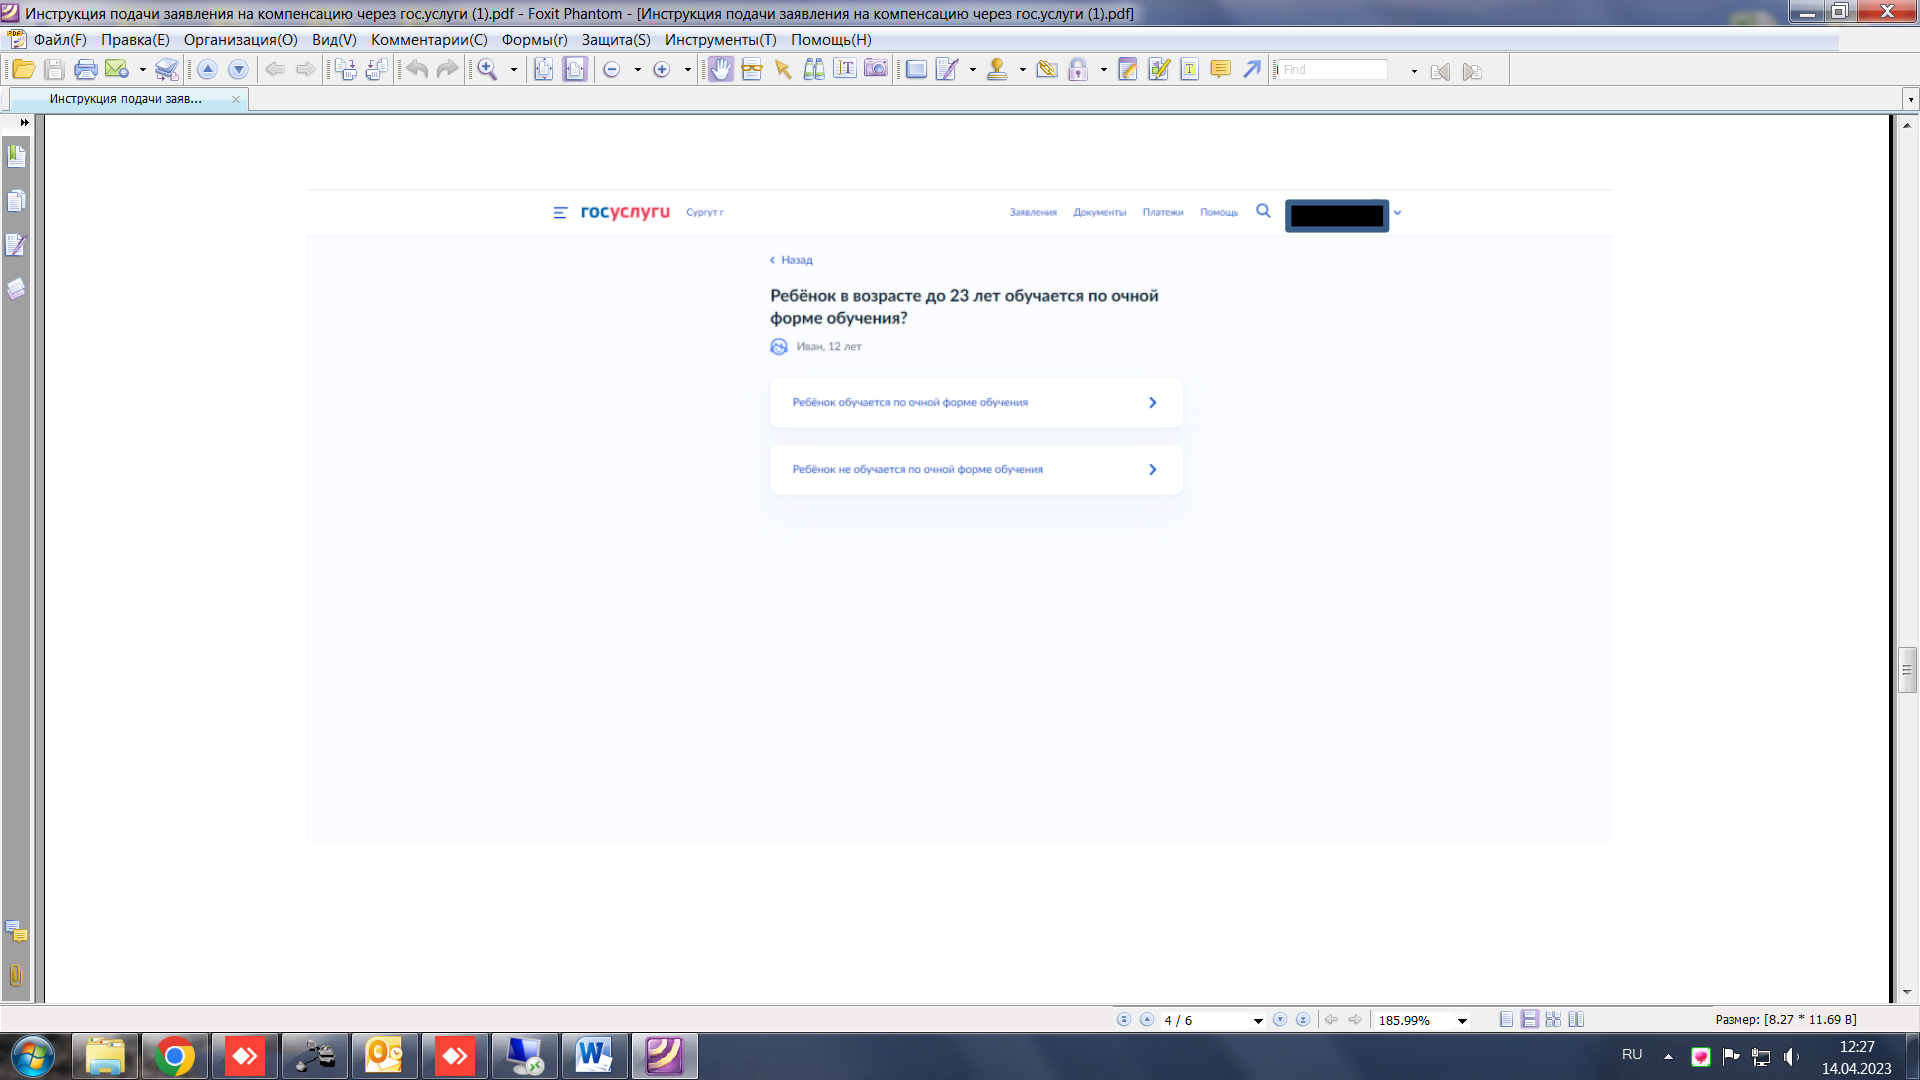 Инструкция подачи заявления на компенсацию через гос.услуги (1).pdf - Foxit Phantom - [Инструкция подачи заявления на компенсацию через гос.услуги (1).pdf]
Файл(F) Правка(E) Организация(O) Вид(V) Комментарии(C) Формы(r) Защита(S) Инструменты(T) Помощь(H)
Find
Инструкция подачи заяв...
госуслуги Сургут г Заявления Документы Платежи Помощь
Назад
Ребёнок в возрасте до 23 лет обучается по очной
форме обучения?
Иван, 12 лет
Ребёнок обучается по очной форме обучения
Ребёнок не обучается по очной форме обучения
4 / 6 185.99% Размер: [8.27 * 11.69 В]
RU 12:27
14.04.2023